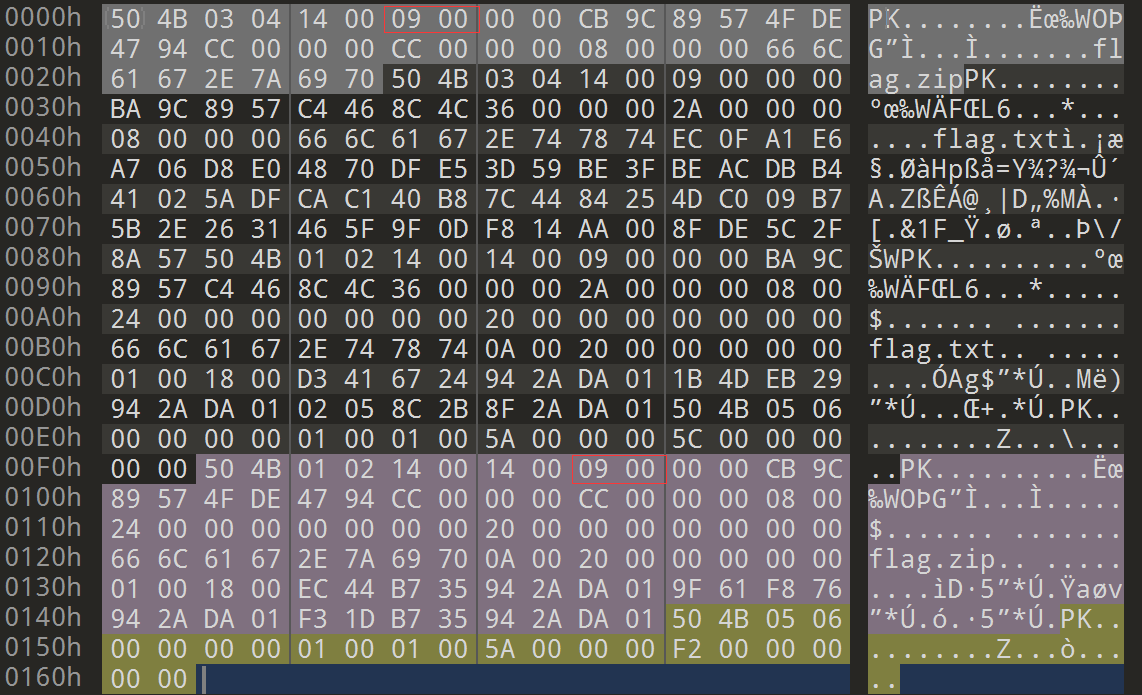 0000h 50 4B 03 04 14 00 09 00 00 00 CB 9C 89 57 4F DE PK........Ëœ‰WOÞ
0010h 47 94 CC 00 00 00 CC 00 00 00 08 00 00 00 66 6C G”Ì...Ì.......fl
0020h 61 67 2E 7A 69 70 50 4B 03 04 14 00 09 00 00 00 ag.zipPK........
0030h BA 9C 89 57 C4 46 8C 4C 36 00 00 00 2A 00 00 00 ºœ‰WÄFŒL6...*...
0040h 08 00 00 00 66 6C 61 67 2E 74 78 74 EC 0F A1 E6 ....flag.txtì.¡æ
0050h A7 06 D8 E0 48 70 DF E5 3D 59 BE 3F BE AC DB B4 §.ØàHpßå=Y¾?¾¬Û´
0060h 41 02 5A DF CA C1 40 B8 7C 44 84 25 4D C0 09 B7 A.ZßÊÁ@¸|D„%MÀ.·
0070h 5B 2E 26 31 46 5F 9F 0D F8 14 AA 00 8F DE 5C 2F [.&1F_Ÿ.ø.ª..Þ\/
0080h 8A 57 50 4B 01 02 14 00 14 00 09 00 00 00 BA 9C ŠWPK..........ºœ
0090h 89 57 C4 46 8C 4C 36 00 00 00 2A 00 00 00 08 00 ‰WÄFŒL6...*.....
00A0h 24 00 00 00 00 00 00 00 20 00 00 00 00 00 00 00 $....... .......
00B0h 66 6C 61 67 2E 74 78 74 0A 00 20 00 00 00 00 00 flag.txt.. .....
00C0h 01 00 18 00 D3 41 67 24 94 2A DA 01 1B 4D EB 29 ....ÓAg$”*Ú..Më)
00D0h 94 2A DA 01 02 05 8C 2B 8F 2A DA 01 50 4B 05 06 ”*Ú...Œ+.*Ú.PK..
00E0h 00 00 00 00 01 00 01 00 5A 00 00 00 5C 00 00 00 ........Z...\...
00F0h 00 00 50 4B 01 02 14 00 14 00 09 00 00 00 CB 9C ..PK..........Ëœ
0100h 89 57 4F DE 47 94 CC 00 00 00 CC 00 00 00 08 00 ‰WOÞG”Ì...Ì.....
0110h 24 00 00 00 00 00 00 00 20 00 00 00 00 00 00 00 $....... .......
0120h 66 6C 61 67 2E 7A 69 70 0A 00 20 00 00 00 00 00 flag.zip.. .....
0130h 01 00 18 00 EC 44 B7 35 94 2A DA 01 9F 61 F8 76 ....ìD·5”*Ú.Ÿaøv
0140h 94 2A DA 01 F3 1D B7 35 94 2A DA 01 50 4B 05 06 ”*Ú.ó.·5”*Ú.PK..
0150h 00 00 00 00 01 00 01 00 5A 00 00 00 F2 00 00 00 ........Z...ò...
0160h 00 00 ..